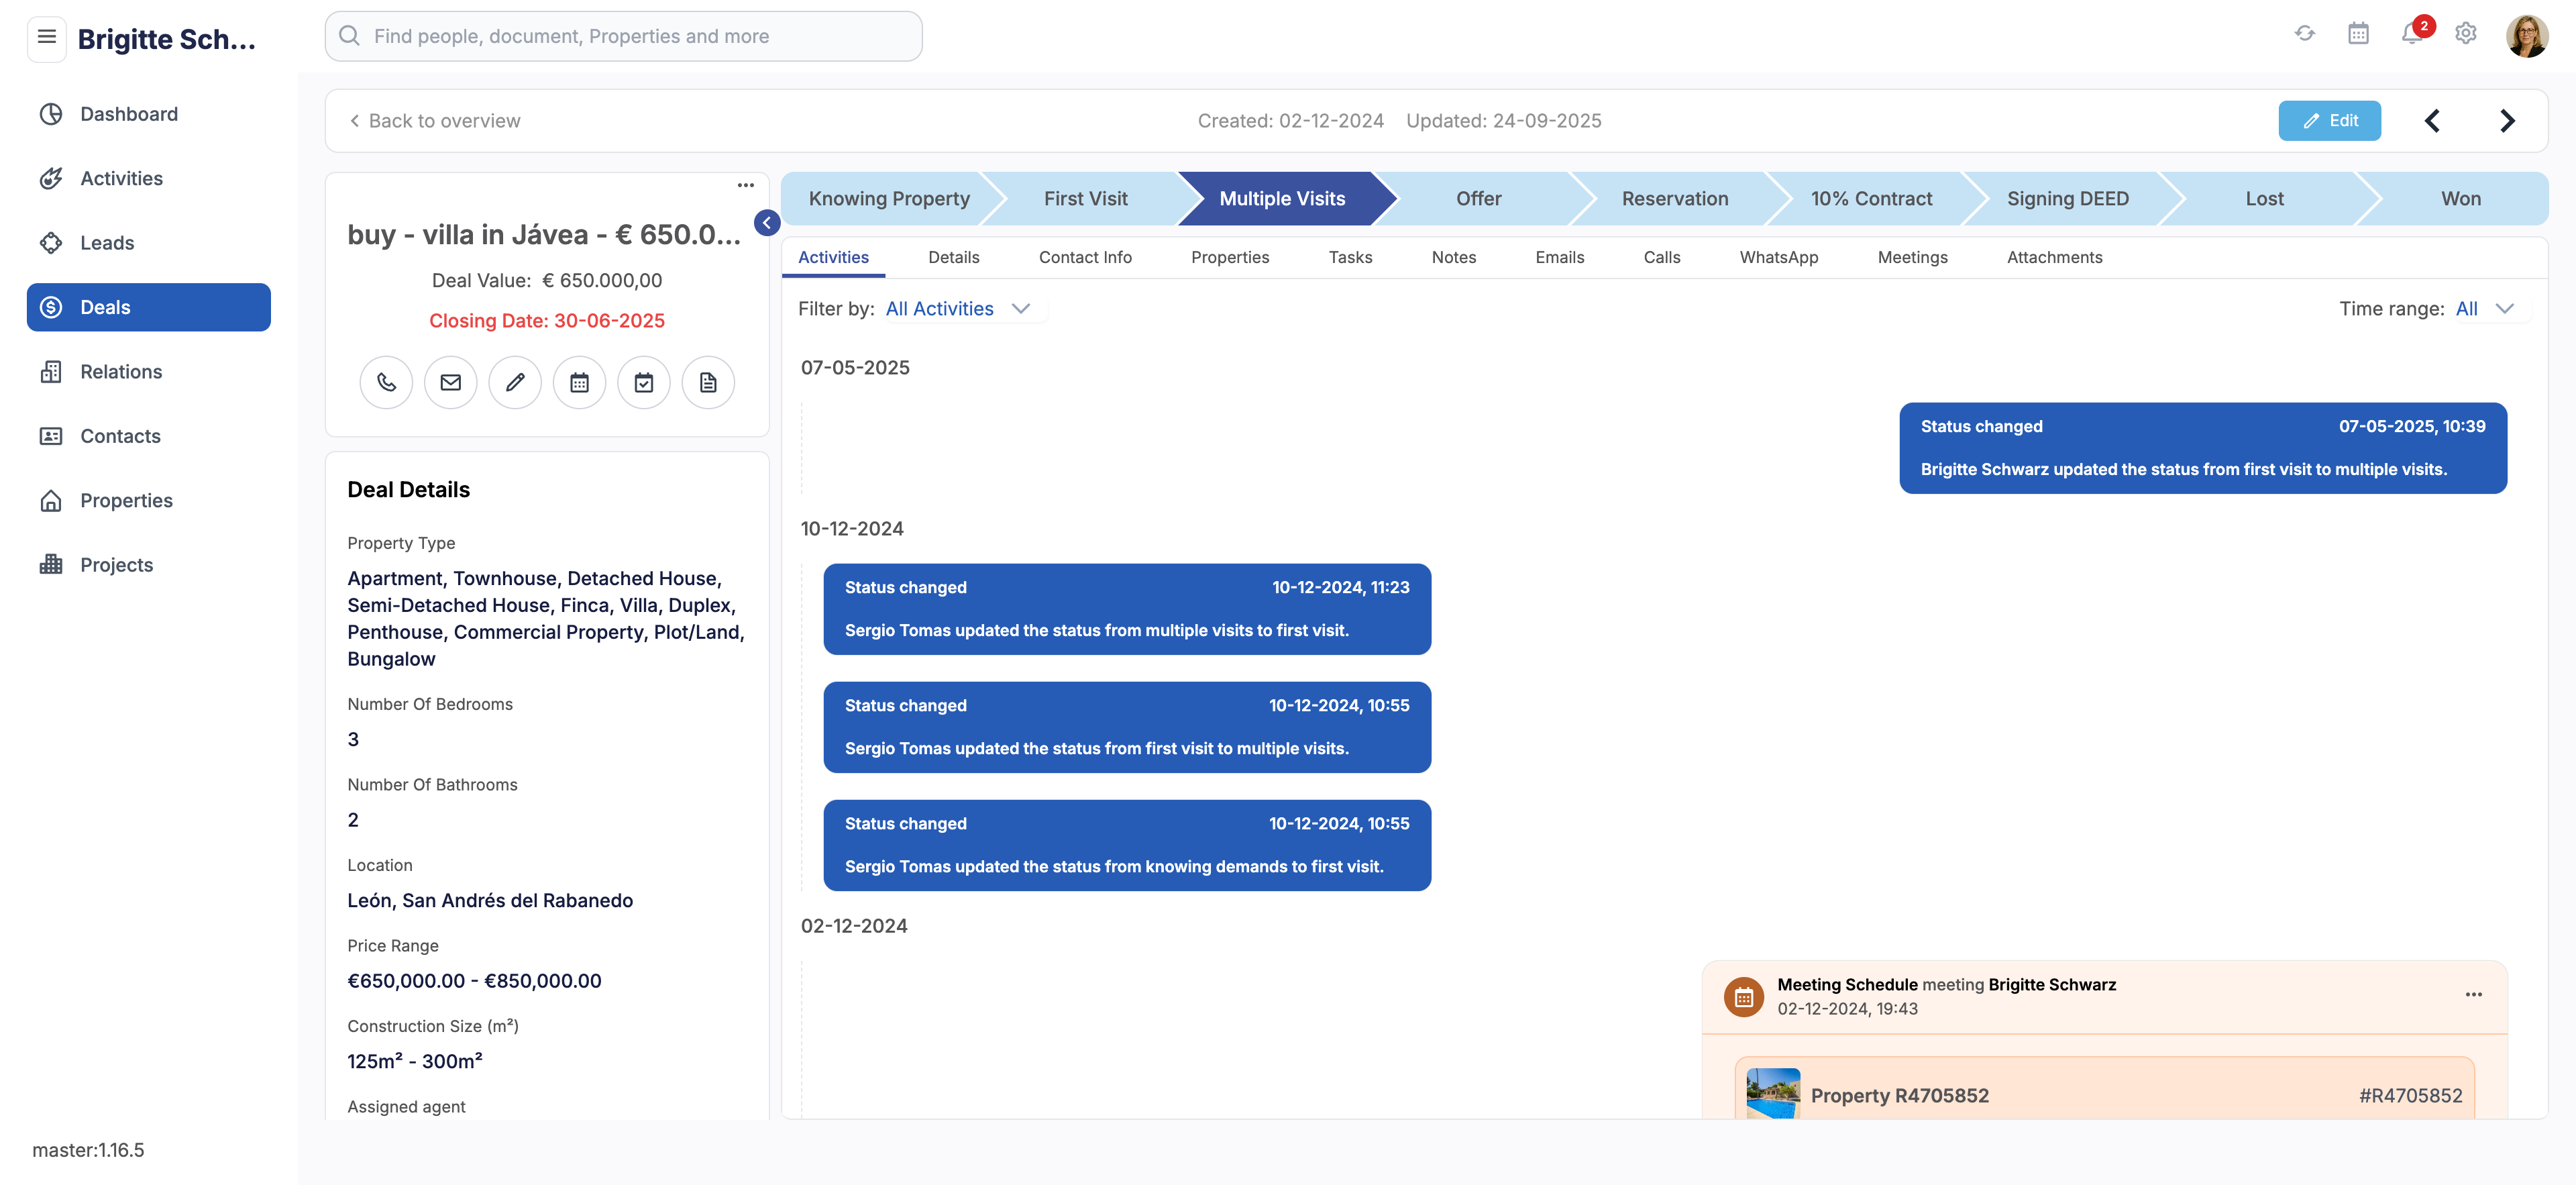 Brigitte Sch...
Find people, document, Properties and more
2
Dashboard
Activities
Leads
Deals
Relations
Contacts
Properties
Projects
master:1.16.5
Back to overview
Created: 02-12-2024 Updated: 24-09-2025
Edit
buy - villa in Jávea - € 650.0...
Deal Value: € 650.000,00
Closing Date: 30-06-2025
Deal Details
Property Type
Apartment, Townhouse, Detached House,
Semi-Detached House, Finca, Villa, Duplex,
Penthouse, Commercial Property, Plot/Land,
Bungalow
Number Of Bedrooms
3
Number Of Bathrooms
2
Location
León, San Andrés del Rabanedo
Price Range
€650,000.00 - €850,000.00
Construction Size (m²)
125m² - 300m²
Assigned agent
Knowing Property First Visit Multiple Visits Offer Reservation 10% Contract Signing DEED Lost Won
Activities Details Contact Info Properties Tasks Notes Emails Calls WhatsApp Meetings Attachments
Filter by: All Activities
Time range: All
07-05-2025
Status changed 07-05-2025, 10:39
Brigitte Schwarz updated the status from first visit to multiple visits.
10-12-2024
Status changed 10-12-2024, 11:23
Sergio Tomas updated the status from multiple visits to first visit.
Status changed 10-12-2024, 10:55
Sergio Tomas updated the status from first visit to multiple visits.
Status changed 10-12-2024, 10:55
Sergio Tomas updated the status from knowing demands to first visit.
02-12-2024
Meeting Schedule meeting Brigitte Schwarz
02-12-2024, 19:43
Property R4705852 #R4705852